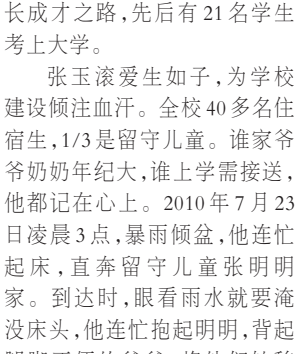 长成才之路,先后有21名学生
考上大学。
张玉滚爱生如子,为学校
建设倾注血汗。全校40多名住
宿生,1/3是留守儿童。谁家爷
爷奶奶年纪大,谁上学需接送,
他都记在心上。2010年7月23
日凌晨3点,暴雨倾盆,他连忙
起床,直奔留守儿童张明明
家。到达时,眼看雨水就要淹
没床头,他连忙抱起明明,背起